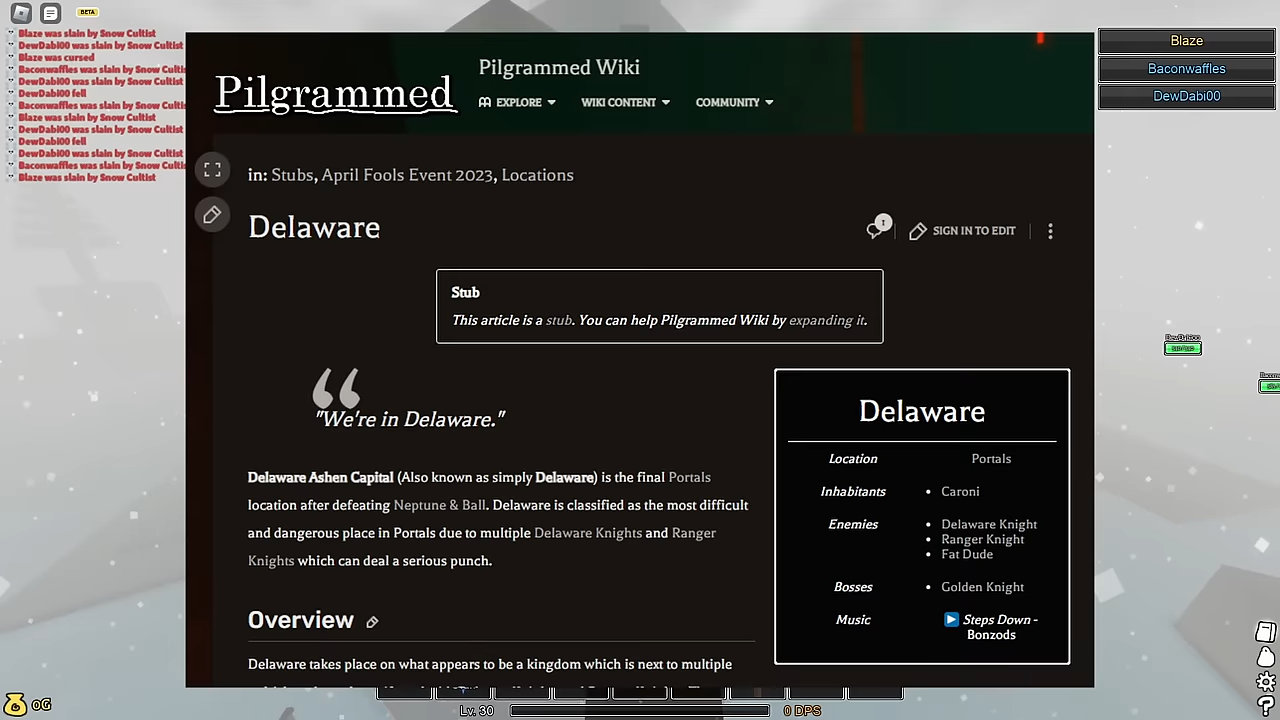 BETA
Blaze was slain by Snow Cultist
DewDabi00 was slain by Snow Cultist
Blaze was cursed
Baconwaffles was slain by Snow
DewDabi00 was slain by Snow Cultist
DewDabi00 fell
Baconwaffles was slain by Snow
Blaze was slain by Snow Cultist
DewDabi00 was slain by Snow Cultist
DewDabi00 fell
DewDabi00 was slain by Snow Cultist
Baconwaffles was slain by Snow
Blaze was slain by Snow Cultist
Pilgrammed
Pilgrammed Wiki
EXPLORE
WIKI CONTENT
COMMUNITY
in: Stubs, April Fools Event 2023, Locations
Delaware
1
SIGN IN TO EDIT
Stub
This article is a stub. You can help Pilgrammed Wiki by expanding it.
"We're in Delaware."
Delaware Ashen Capital (Also known as simply Delaware) is the final Portals
location after defeating Neptune & Ball. Delaware is classified as the most difficult
and dangerous place in Portals due to multiple Delaware Knights and Ranger
Knights which can deal a serious punch.
Overview
Delaware takes place on what appears to be a kingdom which is next to multiple
Delaware
Location Portals
Inhabitants • Caroni
Enemies • Delaware Knight
• Ranger Knight
• Fat Dude
Bosses • Golden Knight
Music Steps Down -
Bonzods
Blaze
Baconwaffles
DewDabi00
DewDabi00
0G
Lv. 30
0 DPS